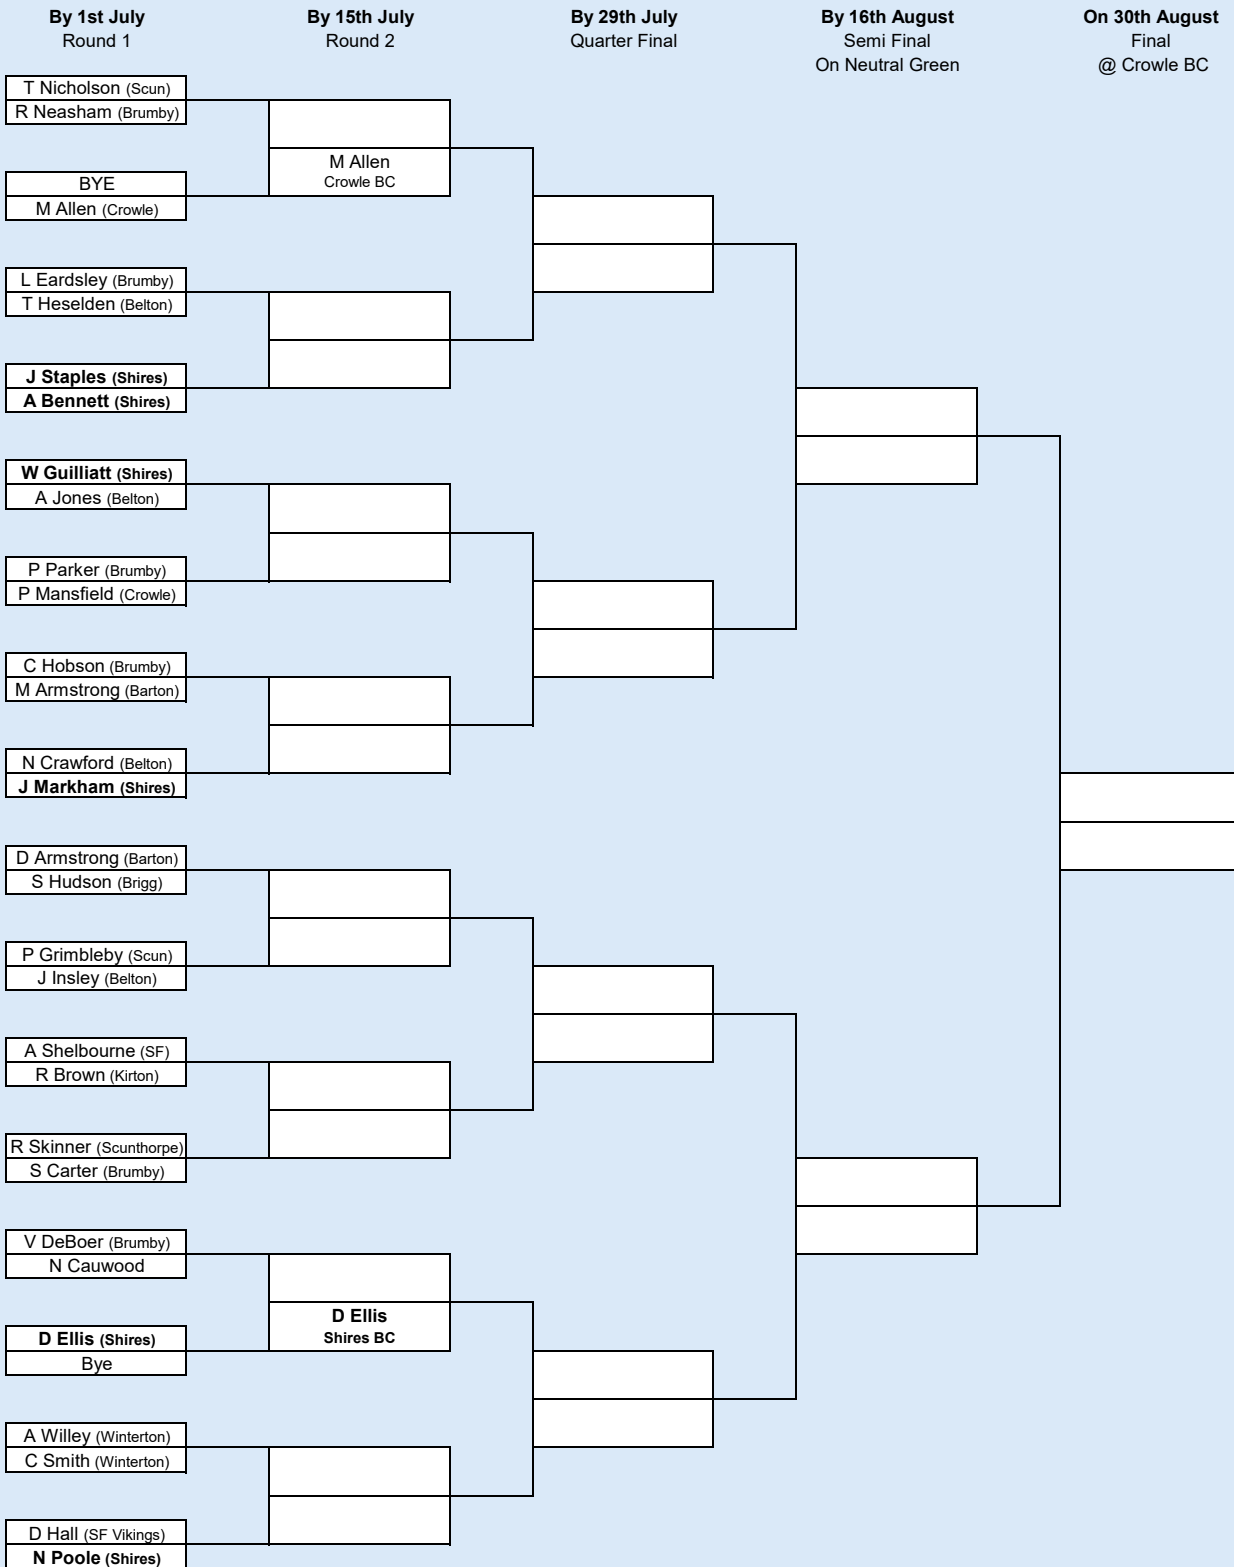 By 1st July
Round 1
By 15th July
Round 2
By 29th July
Quarter Final
By 16th August
Semi Final
On Neutral Green
On 30th August
Final
@ Crowle BC
T Nicholson (Scun)
R Neasham (Brumby)
BYE
M Allen (Crowle)
L Eardsley (Brumby)
T Heselden (Belton)
J Staples (Shires)
A Bennett (Shires)
W Guilliatt (Shires)
A Jones (Belton)
P Parker (Brumby)
P Mansfield (Crowle)
C Hobson (Brumby)
M Armstrong (Barton)
N Crawford (Belton)
J Markham (Shires)
D Armstrong (Barton)
S Hudson (Brigg)
P Grimbleby (Scun)
J Insley (Belton)
A Shelbourne (SF)
R Brown (Kirton)
R Skinner (Scunthorpe)
S Carter (Brumby)
V DeBoer (Brumby)
N Cauwood
D Ellis (Shires)
Bye
A Willey (Winterton)
C Smith (Winterton)
D Hall (SF Vikings)
N Poole (Shires)
M Allen
Crowle BC
D Ellis
Shires BC